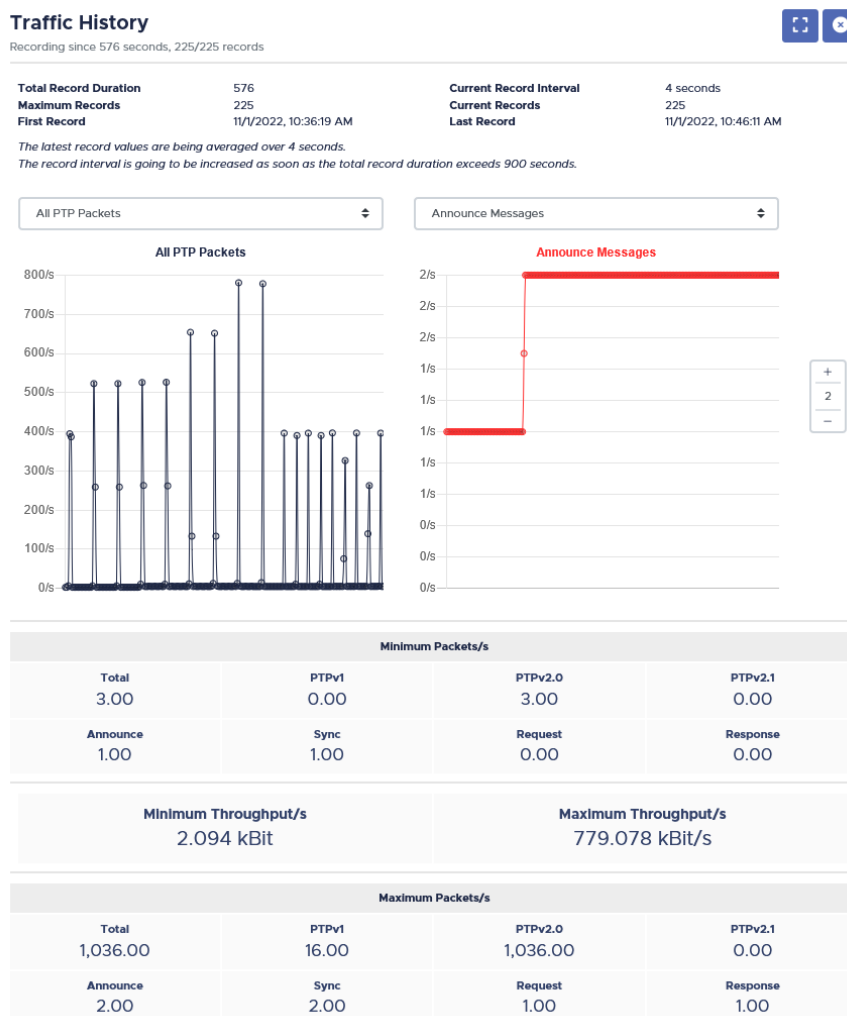 Traffic History
Recording since 576 seconds, 225/225 records
Total Record Duration 576 Current Record Interval 4 seconds
Maximum Records 225 Current Records 225
First Record 11/1/2022, 10:36:19 AM Last Record 11/1/2022, 10:46:11 AM
The latest record values are being averaged over 4 seconds.
The record interval is going to be increased as soon as the total record duration exceeds 900 seconds.
All PTP Packets Announce Messages
All PTP Packets Announce Messages
800/s 2/s
700/s 2/s
600/s 2/s
500/s 1/s
400/s 1/s
300/s 1/s
200/s 1/s
100/s 1/s
0/s 0/s
0/s
0/s
+
2
−
Minimum Packets/s
Total PTPv1 PTPv2.0 PTPv2.1
3.00 0.00 3.00 0.00
Announce Sync Request Response
1.00 1.00 0.00 0.00
Minimum Throughput/s Maximum Throughput/s
2.094 kBit 779.078 kBit/s
Maximum Packets/s
Total PTPv1 PTPv2.0 PTPv2.1
1,036.00 16.00 1,036.00 0.00
Announce Sync Request Response
2.00 2.00 1.00 1.00